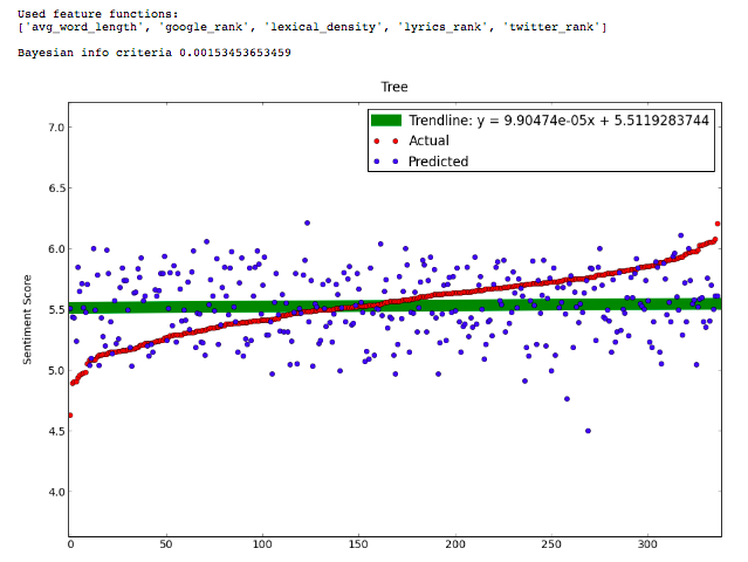 Used feature functions:
['avg_word_length', 'google_rank', 'lexical_density', 'lyrics_rank', 'twitter_rank']
Bayesian info criteria 0.00153453653459
Tree
Trendline: y = 9.90474e-05x + 5.5119283744
Actual
Predicted
Sentiment Score
7.0
6.5
6.0
5.5
5.0
4.5
4.0
0 50 100 150 200 250 300